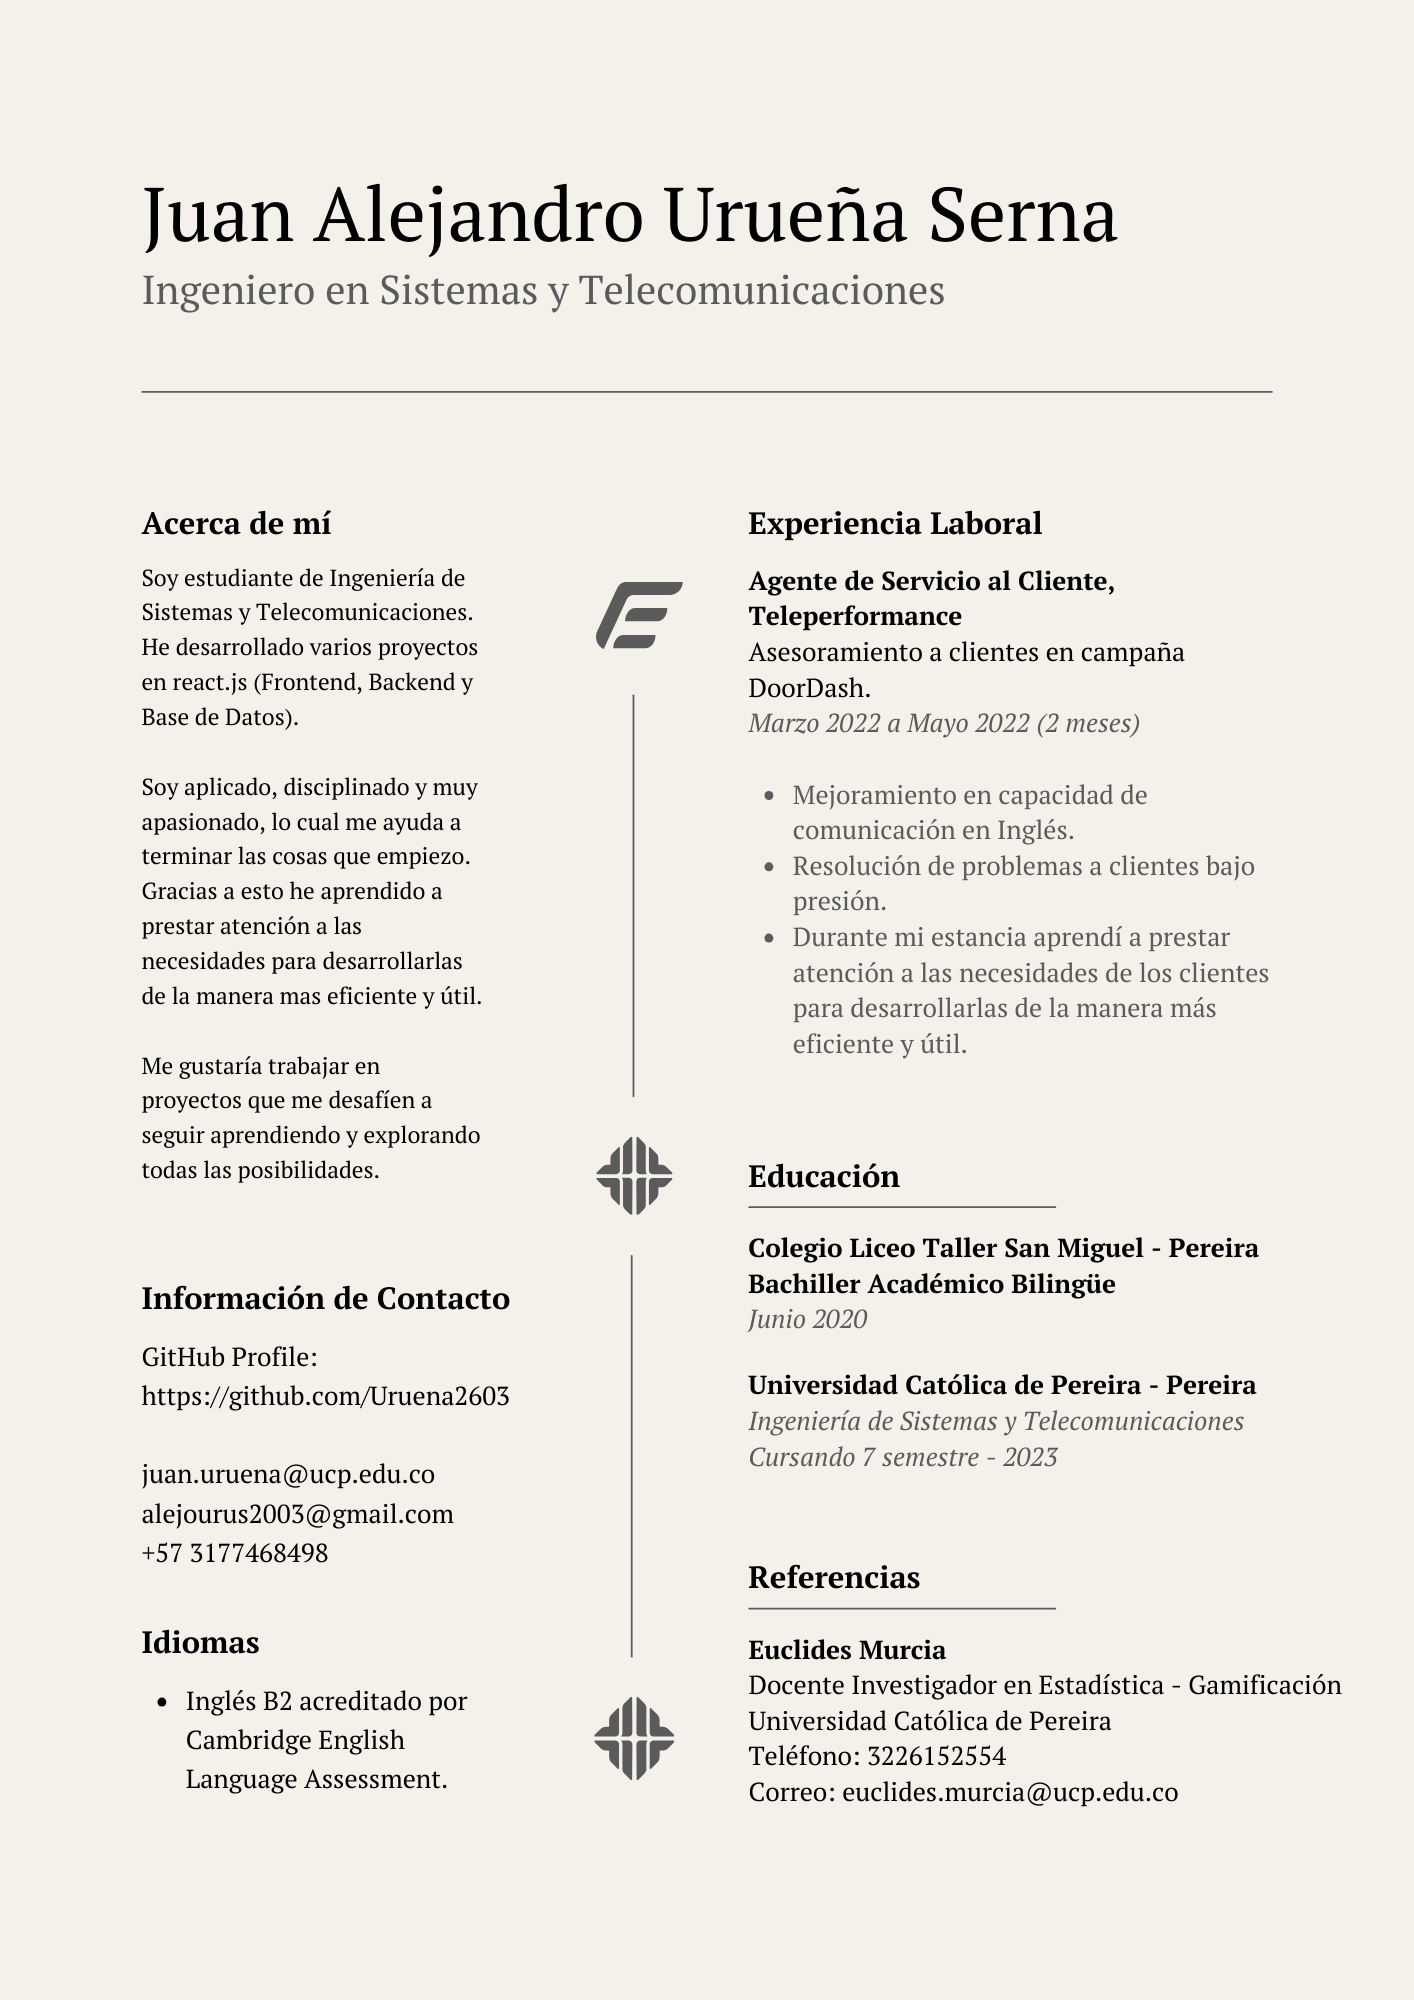 Juan Alejandro Urueña Serna
Ingeniero en Sistemas y Telecomunicaciones
Acerca de mí
Soy estudiante de Ingeniería de
Sistemas y Telecomunicaciones.
He desarrollado varios proyectos
en react.js (Frontend, Backend y
Base de Datos).
Soy aplicado, disciplinado y muy
apasionado, lo cual me ayuda a
terminar las cosas que empiezo.
Gracias a esto he aprendido a
prestar atención a las
necesidades para desarrollarlas
de la manera mas eficiente y útil.
Me gustaría trabajar en
proyectos que me desafíen a
seguir aprendiendo y explorando
todas las posibilidades.
Información de Contacto
GitHub Profile:
https://github.com/Uruena2603
juan.uruena@ucp.edu.co
alejourus2003@gmail.com
+57 3177468498
Idiomas
• Inglés B2 acreditado por
Cambridge English
Language Assessment.
Experiencia Laboral
Agente de Servicio al Cliente,
Teleperformance
Asesoramiento a clientes en campaña
DoorDash.
Marzo 2022 a Mayo 2022 (2 meses)
• Mejoramiento en capacidad de
comunicación en Inglés.
• Resolución de problemas a clientes bajo
presión.
• Durante mi estancia aprendí a prestar
atención a las necesidades de los clientes
para desarrollarlas de la manera más
eficiente y útil.
Educación
Colegio Liceo Taller San Miguel - Pereira
Bachiller Académico Bilingüe
Junio 2020
Universidad Católica de Pereira - Pereira
Ingeniería de Sistemas y Telecomunicaciones
Cursando 7 semestre - 2023
Referencias
Euclides Murcia
Docente Investigador en Estadística - Gamificación
Universidad Católica de Pereira
Teléfono: 3226152554
Correo: euclides.murcia@ucp.edu.co